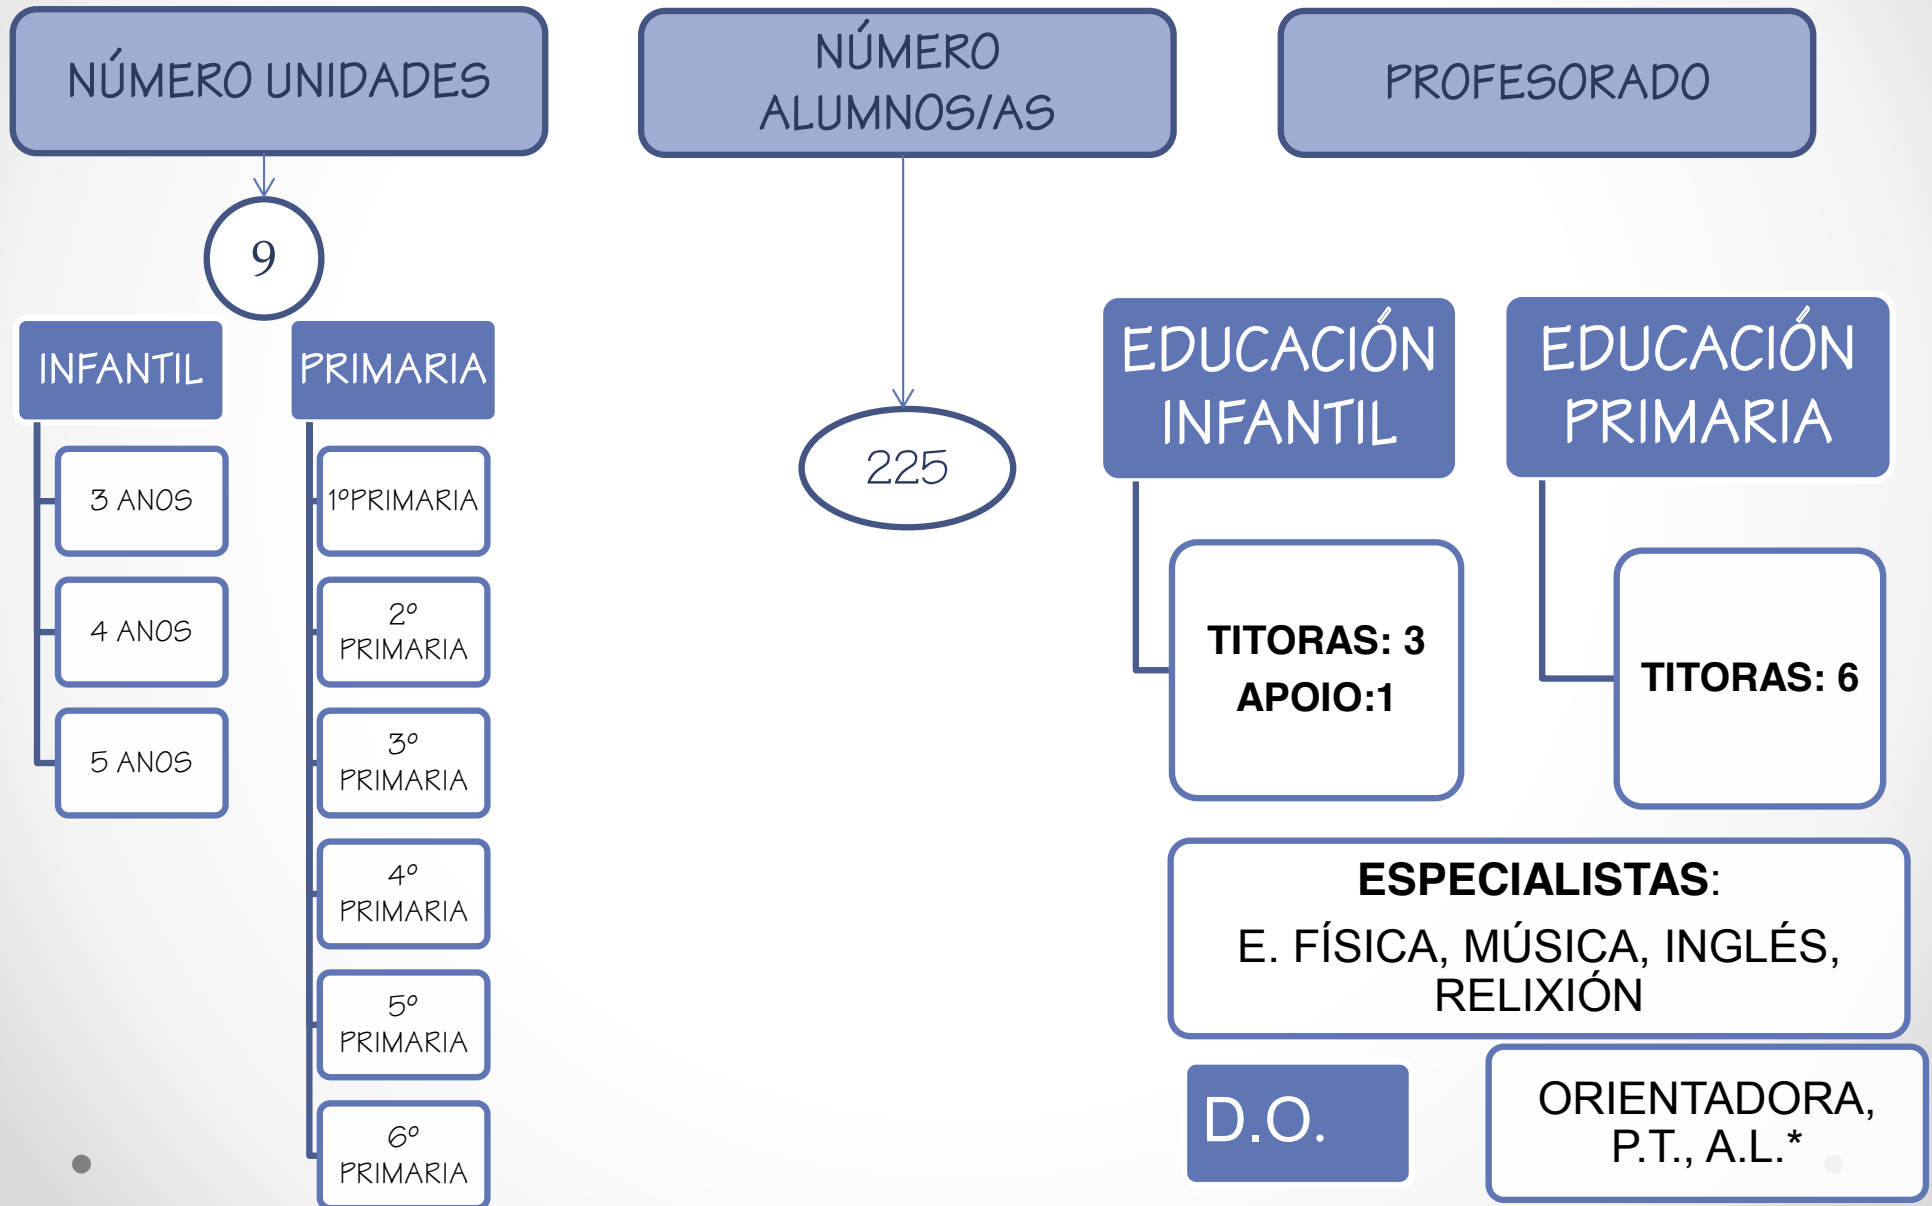 NÚMERO UNIDADES
9
INFANTIL
3 ANOS
4 ANOS
5 ANOS
PRIMARIA
1ºPRIMARIA
2º
PRIMARIA
3º
PRIMARIA
4º
PRIMARIA
5º
PRIMARIA
6º
PRIMARIA
NÚMERO
ALUMNOS/AS
225
PROFESORADO
EDUCACIÓN
INFANTIL
TITORAS: 3
APOIO:1
EDUCACIÓN
PRIMARIA
TITORAS: 6
ESPECIALISTAS:
E. FÍSICA, MÚSICA, INGLÉS,
RELIXIÓN
D.O.
ORIENTADORA,
P.T., A.L.*